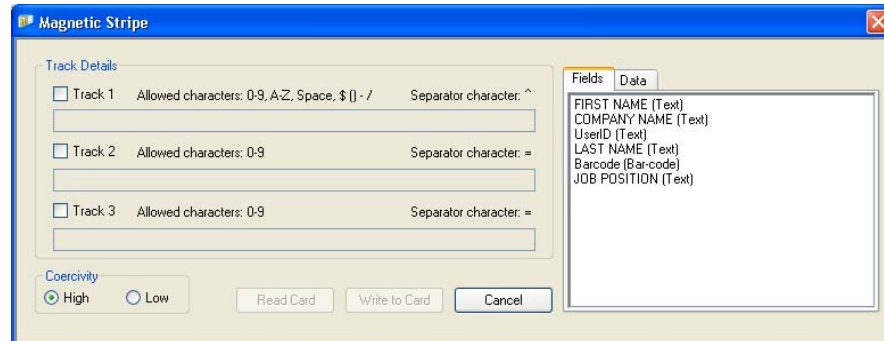 Magnetic Stripe
Track Details
Track 1 Allowed characters: 0-9, A-Z, Space, $ () - / Separator character: ^
Track 2 Allowed characters: 0-9 Separator character: =
Track 3 Allowed characters: 0-9 Separator character: =
Coercivity
High Low Read Card Write to Card Cancel
Fields Data
FIRST NAME (Text)
COMPANY NAME (Text)
UserID (Text)
LAST NAME (Text)
Barcode (Bar-code)
JOB POSITION (Text)